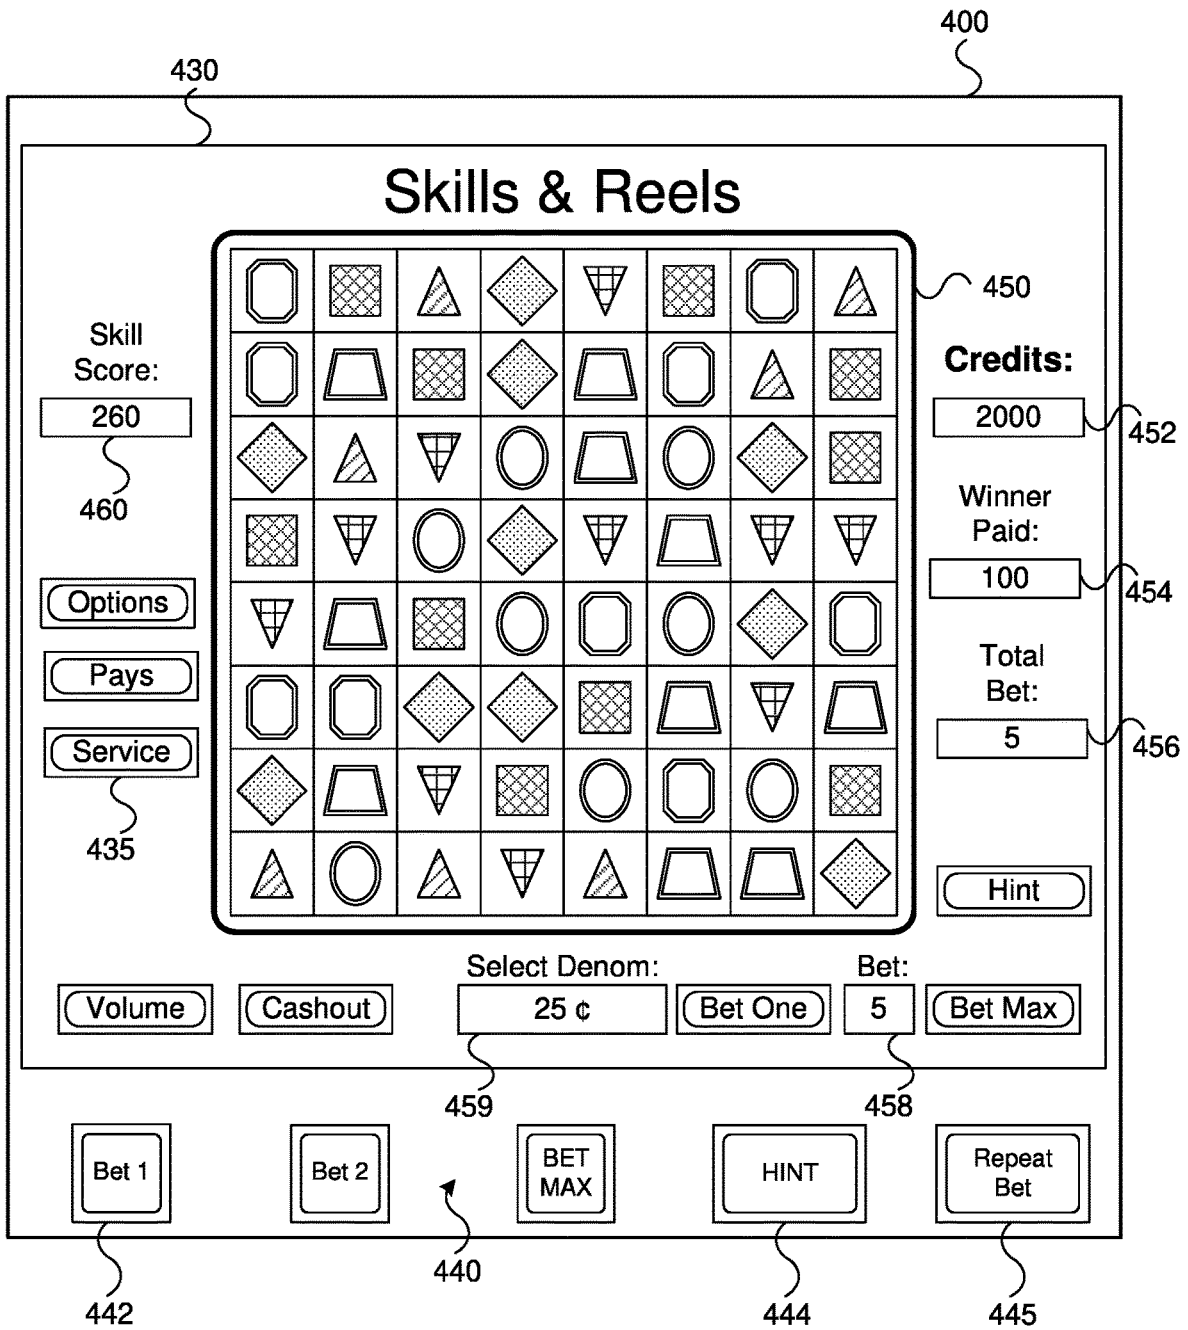 400
430
Skills & Reels
450
Skill
Score:
260
460
Credits:
2000
452
Winner
Paid:
100
454
Options
Pays
Service
435
Total
Bet:
5
456
Hint
Select Denom:
Bet:
Volume
Cashout
25 ¢
Bet One
5
Bet Max
459
458
Bet 1
Bet 2
BET
MAX
HINT
Repeat
Bet
442
440
444
445